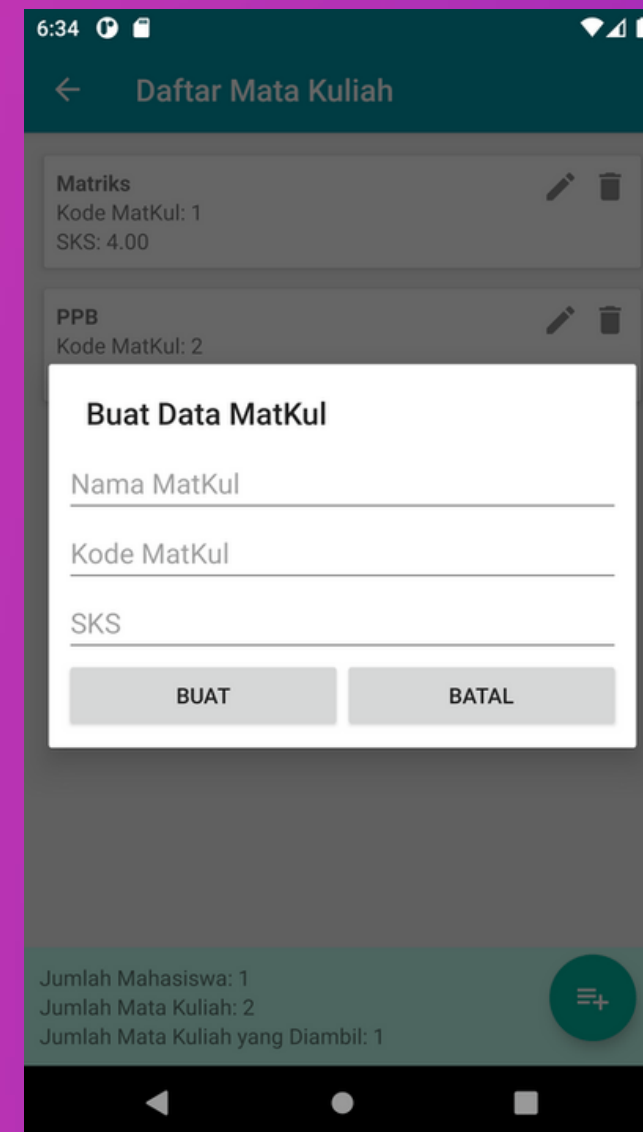 6:34
Daftar Mata Kuliah
Matriks
Kode MatKul: 1
SKS: 4.00
PPB
Kode MatKul: 2
Buat Data MatKul
Nama MatKul
Kode MatKul
SKS
BUAT
BATAL
Jumlah Mahasiswa: 1
Jumlah Mata Kuliah: 2
Jumlah Mata Kuliah yang Diambil: 1